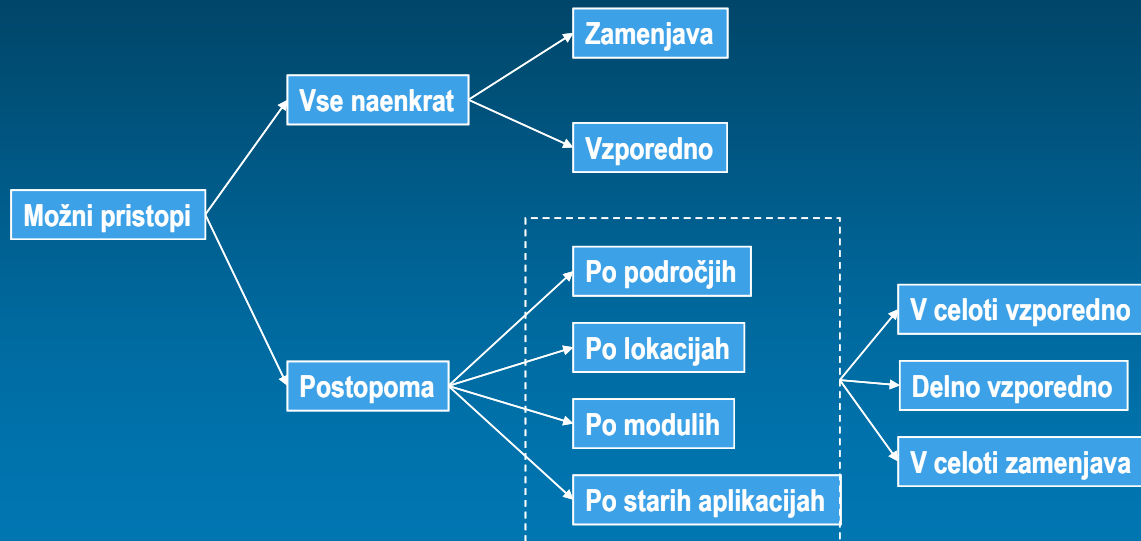 Možni pristopi
Vse naenkrat
Zamenjava
Vzporedno
Postopoma
Po področjih
Po lokacijah
Po modulih
Po starih aplikacijah
V celoti vzporedno
Delno vzporedno
V celoti zamenjava